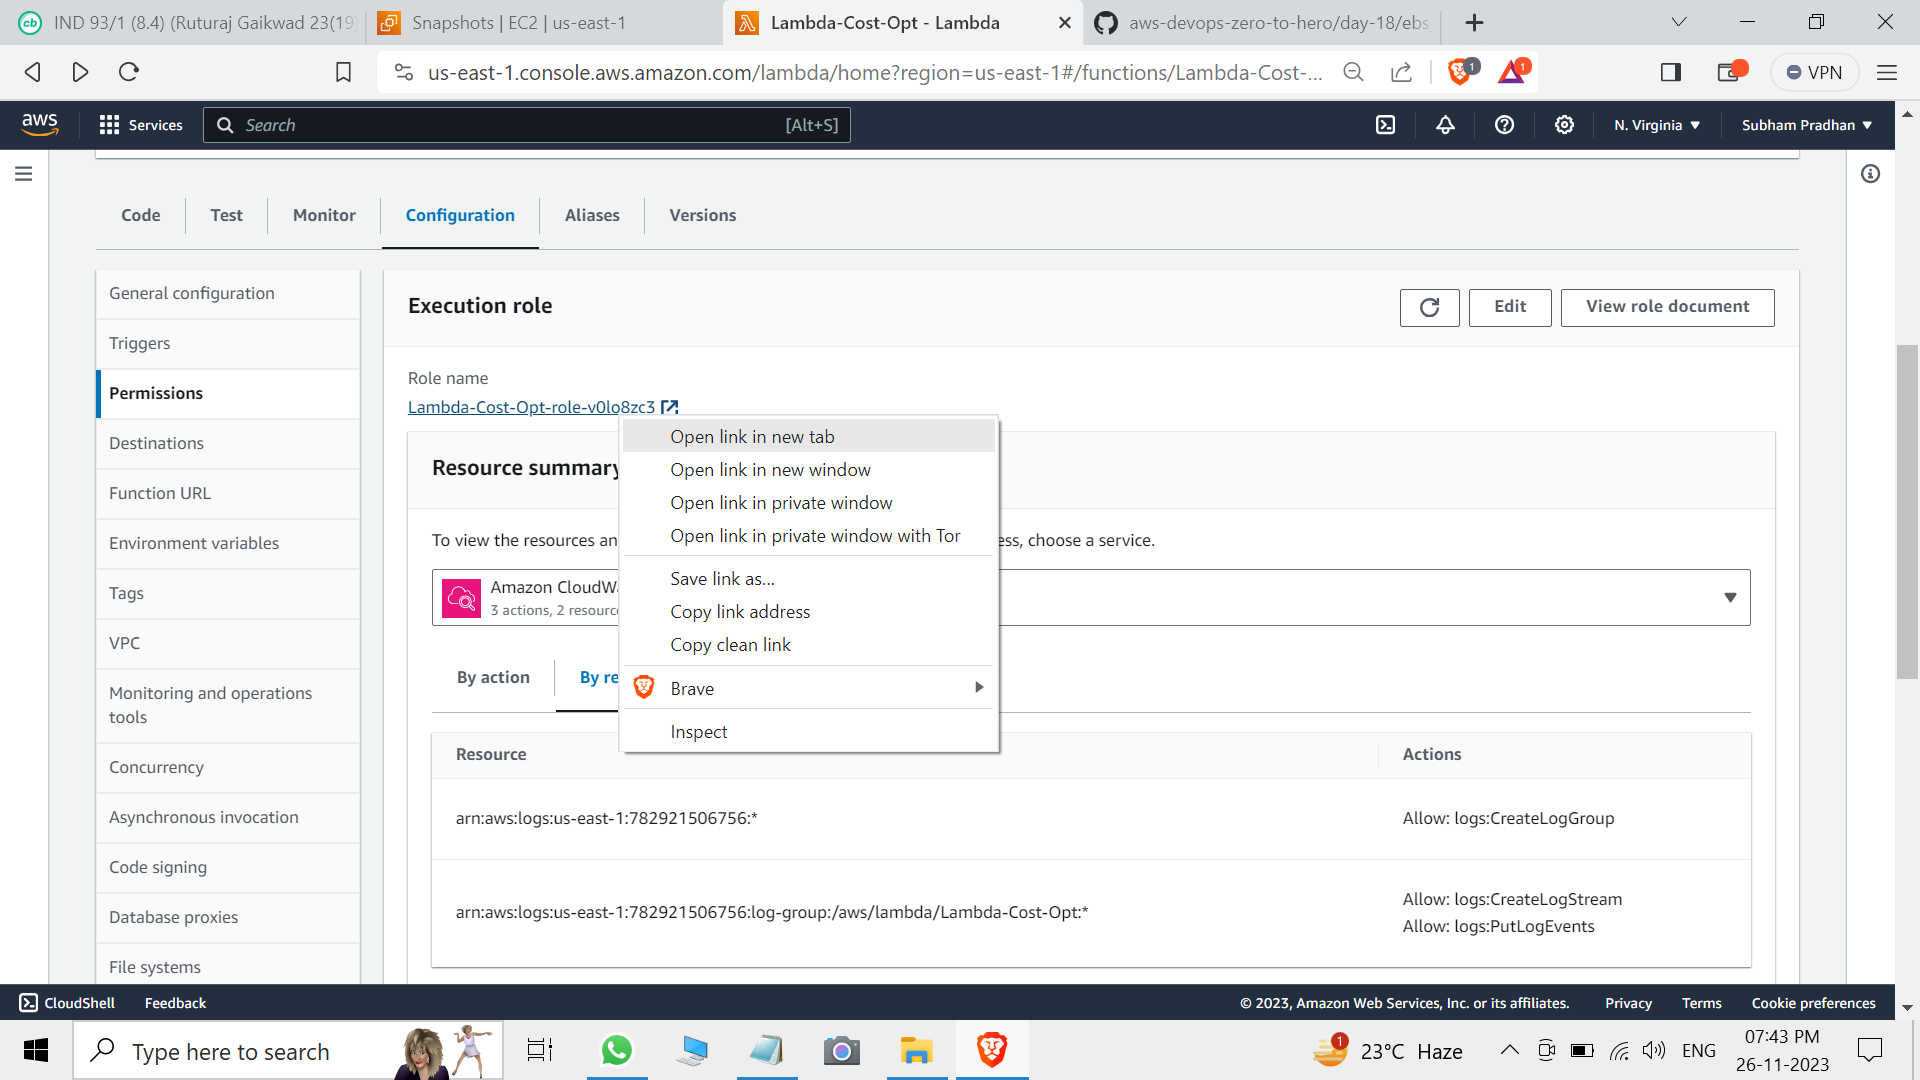 IND 93/1 (8.4) (Ruturaj Gaikwad 23(19)
Snapshots | EC2 | us-east-1
Lambda-Cost-Opt - Lambda
aws-devops-zero-to-hero/day-18/ebs_
us-east-1.console.aws.amazon.com/lambda/home?region=us-east-1#/functions/Lambda-Cost-...
1
1
VPN
aws
Services
Search
[Alt+S]
N. Virginia
Subham Pradhan
Code
Test
Monitor
Configuration
Aliases
Versions
General configuration
Triggers
Permissions
Destinations
Function URL
Environment variables
Tags
VPC
Monitoring and operations
tools
Concurrency
Asynchronous invocation
Code signing
Database proxies
File systems
Execution role
Edit
View role document
Role name
Lambda-Cost-Opt-role-v0lo8zc3
Resource summary
To view the resources an
ess, choose a service.
Amazon CloudWa
3 actions, 2 resourc
By action
By re
Open link in new tab
Open link in new window
Open link in private window
Open link in private window with Tor
Save link as...
Copy link address
Copy clean link
Brave
Inspect
Resource
Actions
arn:aws:logs:us-east-1:782921506756:*
Allow: logs:CreateLogGroup
arn:aws:logs:us-east-1:782921506756:log-group:/aws/lambda/Lambda-Cost-Opt:*
Allow: logs:CreateLogStream
Allow: logs:PutLogEvents
CloudShell
Feedback
© 2023, Amazon Web Services, Inc. or its affiliates.
Privacy
Terms
Cookie preferences
Type here to search
1
23°C Haze
ENG
07:43 PM
26-11-2023